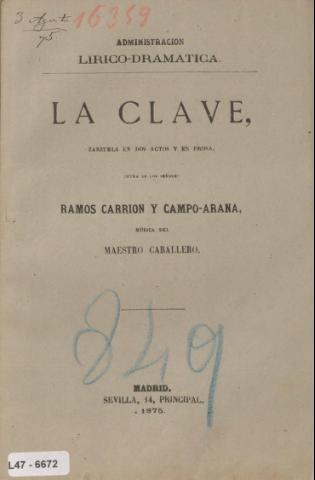 3 Agosto 16359
75
ADMINISTRACION
LIRICO-DRAMATICA.
LA CLAVE,
ZARZUELA EN DOS ACTOS Y EN PROSA,
LETRA DE LOS SEÑORES
RAMOS CARRION Y CAMPO-ARANA,
MÚSICA DEL
MAESTRO CABALLERO.
849
MADRID.
SEVILLA, 14, PRINCIPAL.
1875.
L47 - 6672